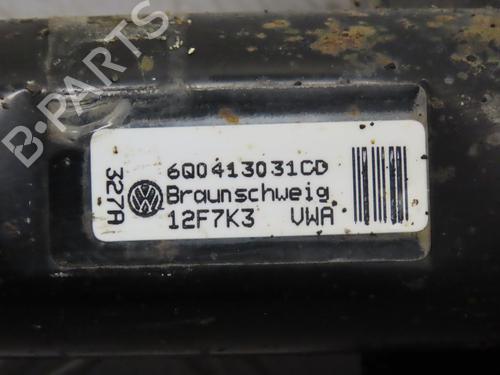 B-PARTS
327A
6Q0413031CD
Braunschweig
12F7K3 VWA